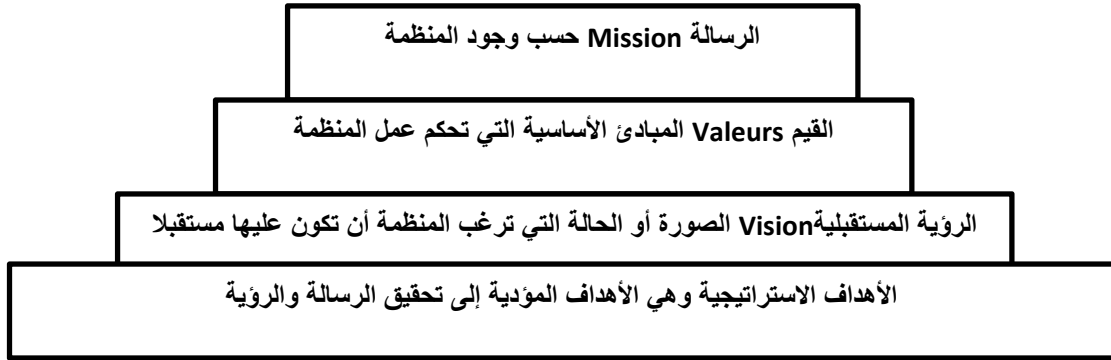 الرسالة Mission حسب وجود المنظمة
القيم Valeurs المبادئ الأساسية التي تحكم عمل المنظمة
الرؤية المستقبليةVision الصورة أو الحالة التي ترغب المنظمة أن تكون عليها مستقبلا
الأهداف الاستراتيجية وهي الأهداف المؤدية إلى تحقيق الرسالة والرؤية